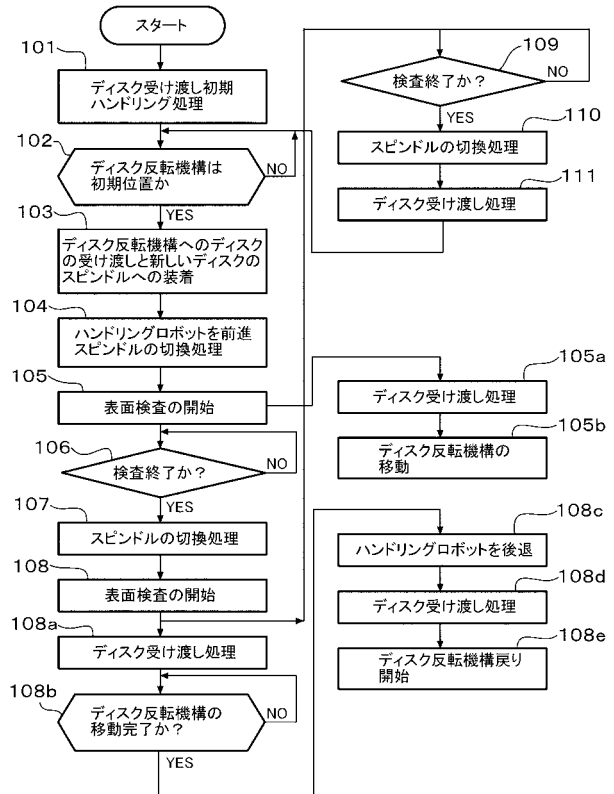 スタート
101
ディスク受け渡し初期
ハンドリング処理
102
ディスク反転機構は
初期位置か
NO
YES
103
ディスク反転機構へのディスク
の受け渡しと新しいディスクの
スピンドルへの装着
104
ハンドリングロボットを前進
スピンドルの切換処理
105
表面検査の開始
106
検査終了か?
NO
YES
107
スピンドルの切換処理
108
表面検査の開始
108a
ディスク受け渡し処理
108b
ディスク反転機構の
移動完了か?
NO
YES
109
検査終了か?
NO
YES
110
スピンドルの切換処理
111
ディスク受け渡し処理
105a
ディスク受け渡し処理
105b
ディスク反転機構の
移動
108c
ハンドリングロボットを後退
108d
ディスク受け渡し処理
108e
ディスク反転機構戻り
開始